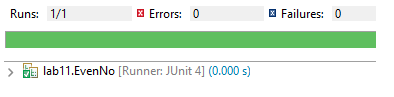 Runs: 1/1 Errors: 0 Failures: 0
lab11.EvenNo [Runner: JUnit 4] (0.000 s)